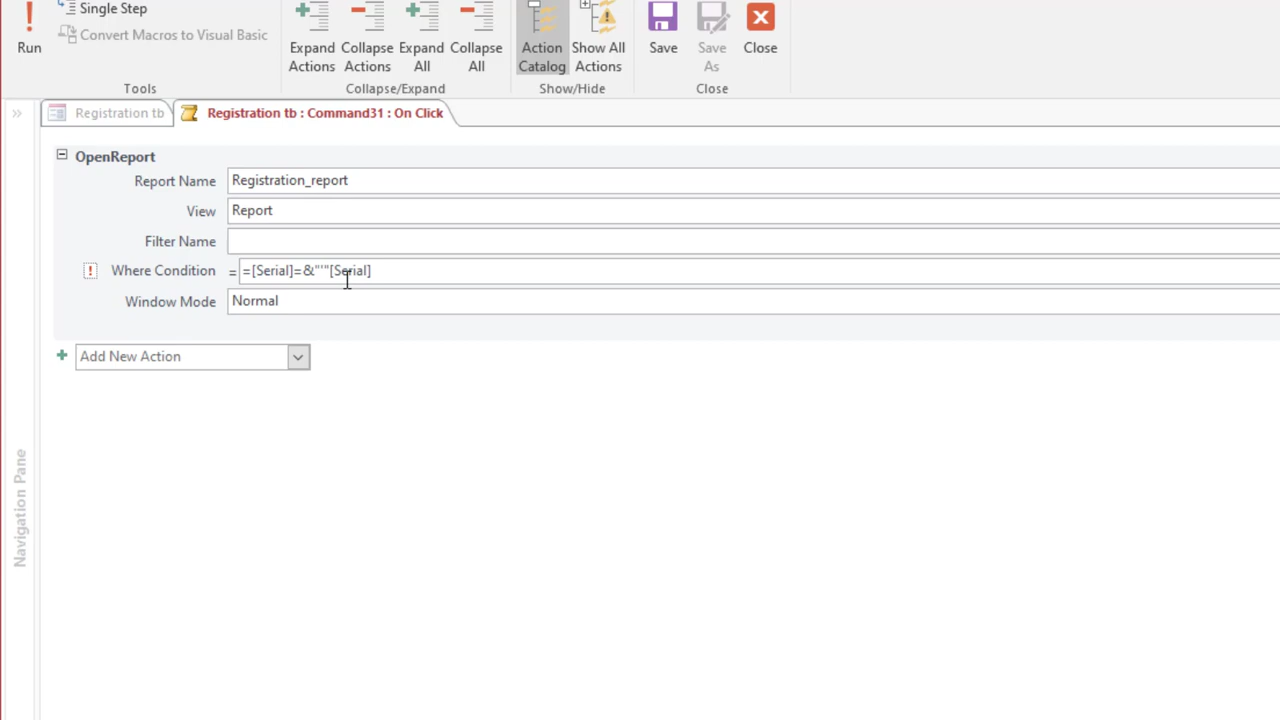 Single Step
Convert Macros to Visual Basic
Run
Expand Actions
Collapse Actions
Expand All
Collapse All
Action Catalog
Show All Actions
Save
Save As
Close
Tools
Collapse/Expand
Show/Hide
Close
Registration tb
Registration tb : Command31 : On Click
OpenReport
Report Name Registration_report
View Report
Filter Name
Where Condition = =[Serial]=&"'"[Serial]
Window Mode Normal
Add New Action
Navigation Pane